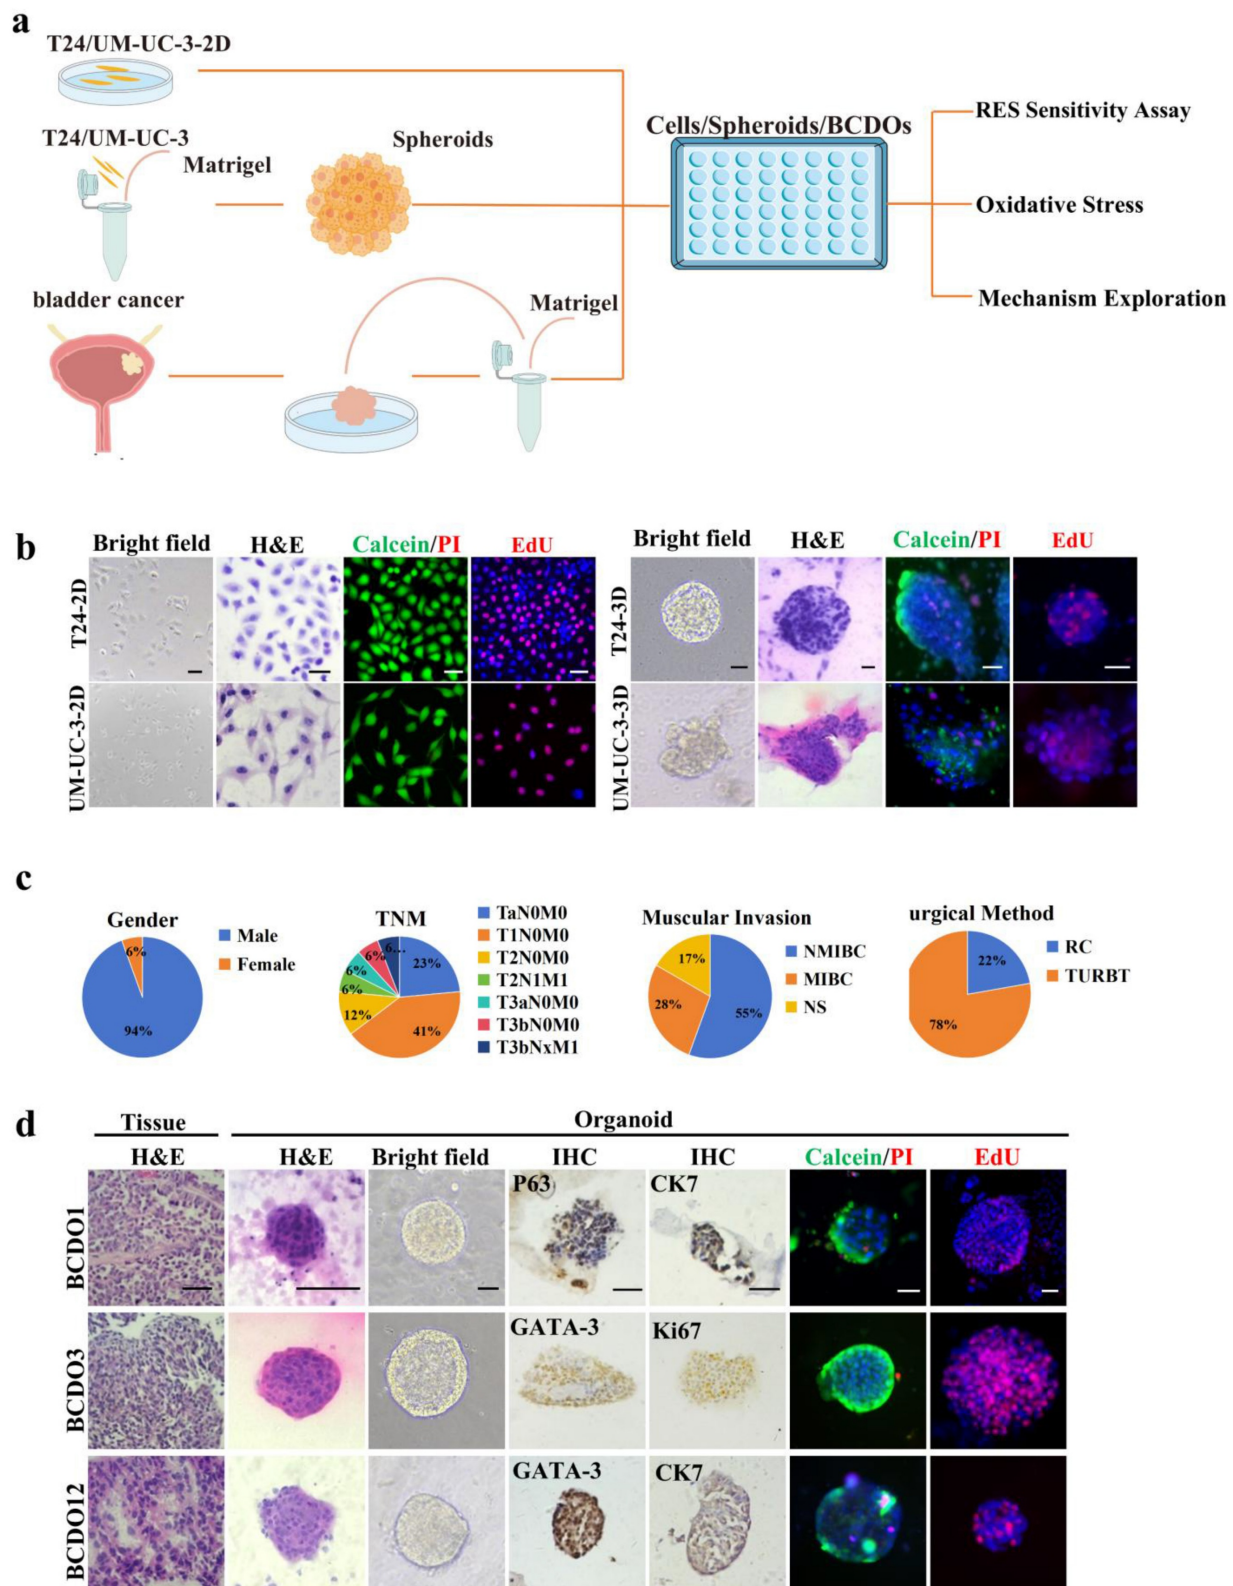 a
T24/UM-UC-3-2D
T24/UM-UC-3
Matrigel
Spheroids
Cells/Spheroids/BCDOs
RES Sensitivity Assay
Oxidative Stress
Mechanism Exploration
bladder cancer
Matrigel
b
Bright field H&E Calcein/PI EdU
Bright field H&E Calcein/PI EdU
T24-2D
UM-UC-3-2D
T24-3D
UM-UC-3-3D
c
Gender
6%
94%
Male
Female
TNM
6...
6%
6%
6%
12%
23%
41%
TaN0M0
T1N0M0
T2N0M0
T2N1M1
T3aN0M0
T3bN0M0
T3bNxM1
Muscular Invasion
17%
28%
55%
NMIBC
MIBC
NS
urgical Method
22%
78%
RC
TURBT
d
Tissue Organoid
H&E H&E Bright field IHC IHC Calcein/PI EdU
BCDO1
P63 CK7
BCDO3
GATA-3 Ki67
BCDO12
GATA-3 CK7